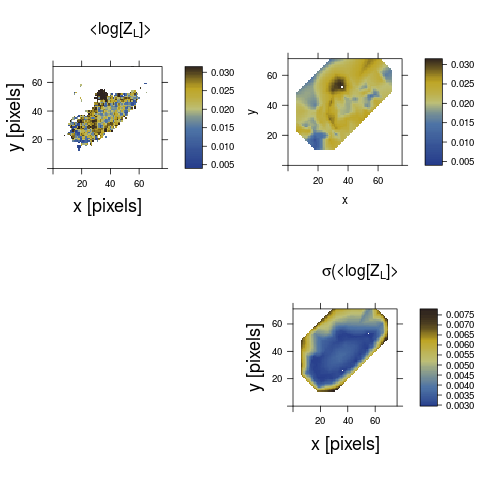 <log[Z_L]>
60
40
20
20 40 60
x [pixels]
y [pixels]
0.030
0.025
0.020
0.015
0.010
0.005
60
40
20
20 40 60
x
y
0.030
0.025
0.020
0.015
0.010
0.005
σ(<log[Z_L]>
60
40
20
20 40 60
x [pixels]
y [pixels]
0.0075
0.0070
0.0065
0.0060
0.0055
0.0050
0.0045
0.0040
0.0035
0.0030